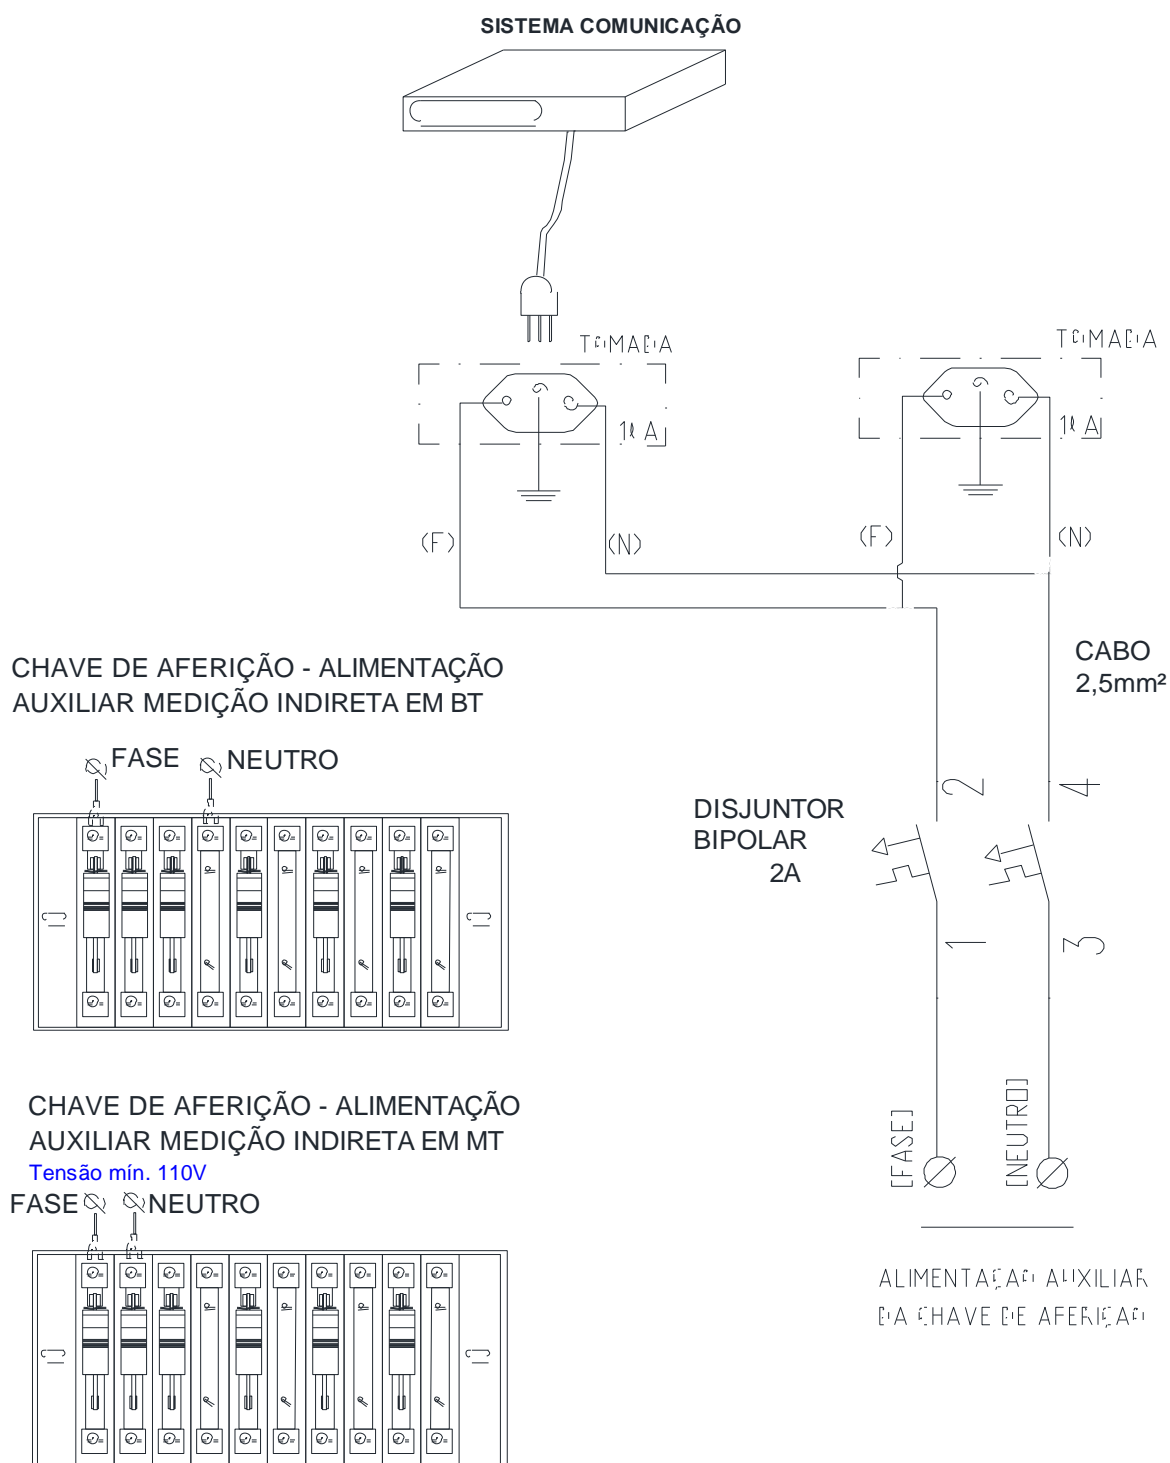 SISTEMA COMUNICAÇÃO
TOMADA
TOMADA
A
A
(F)
(N)
(F)
(N)
CABO
2,5mm²
CHAVE DE AFERIÇÃO - ALIMENTAÇÃO
AUXILIAR MEDIÇÃO INDIRETA EM BT
FASE
NEUTRO
2
4
DISJUNTOR
BIPOLAR
2A
1
3
[FASE]
[NEUTRO]
CHAVE DE AFERIÇÃO - ALIMENTAÇÃO
AUXILIAR MEDIÇÃO INDIRETA EM MT
Tensão mín. 110V
FASE
NEUTRO
ALIMENTAÇÃO AUXILIAR
DA CHAVE DE AFERIÇÃO